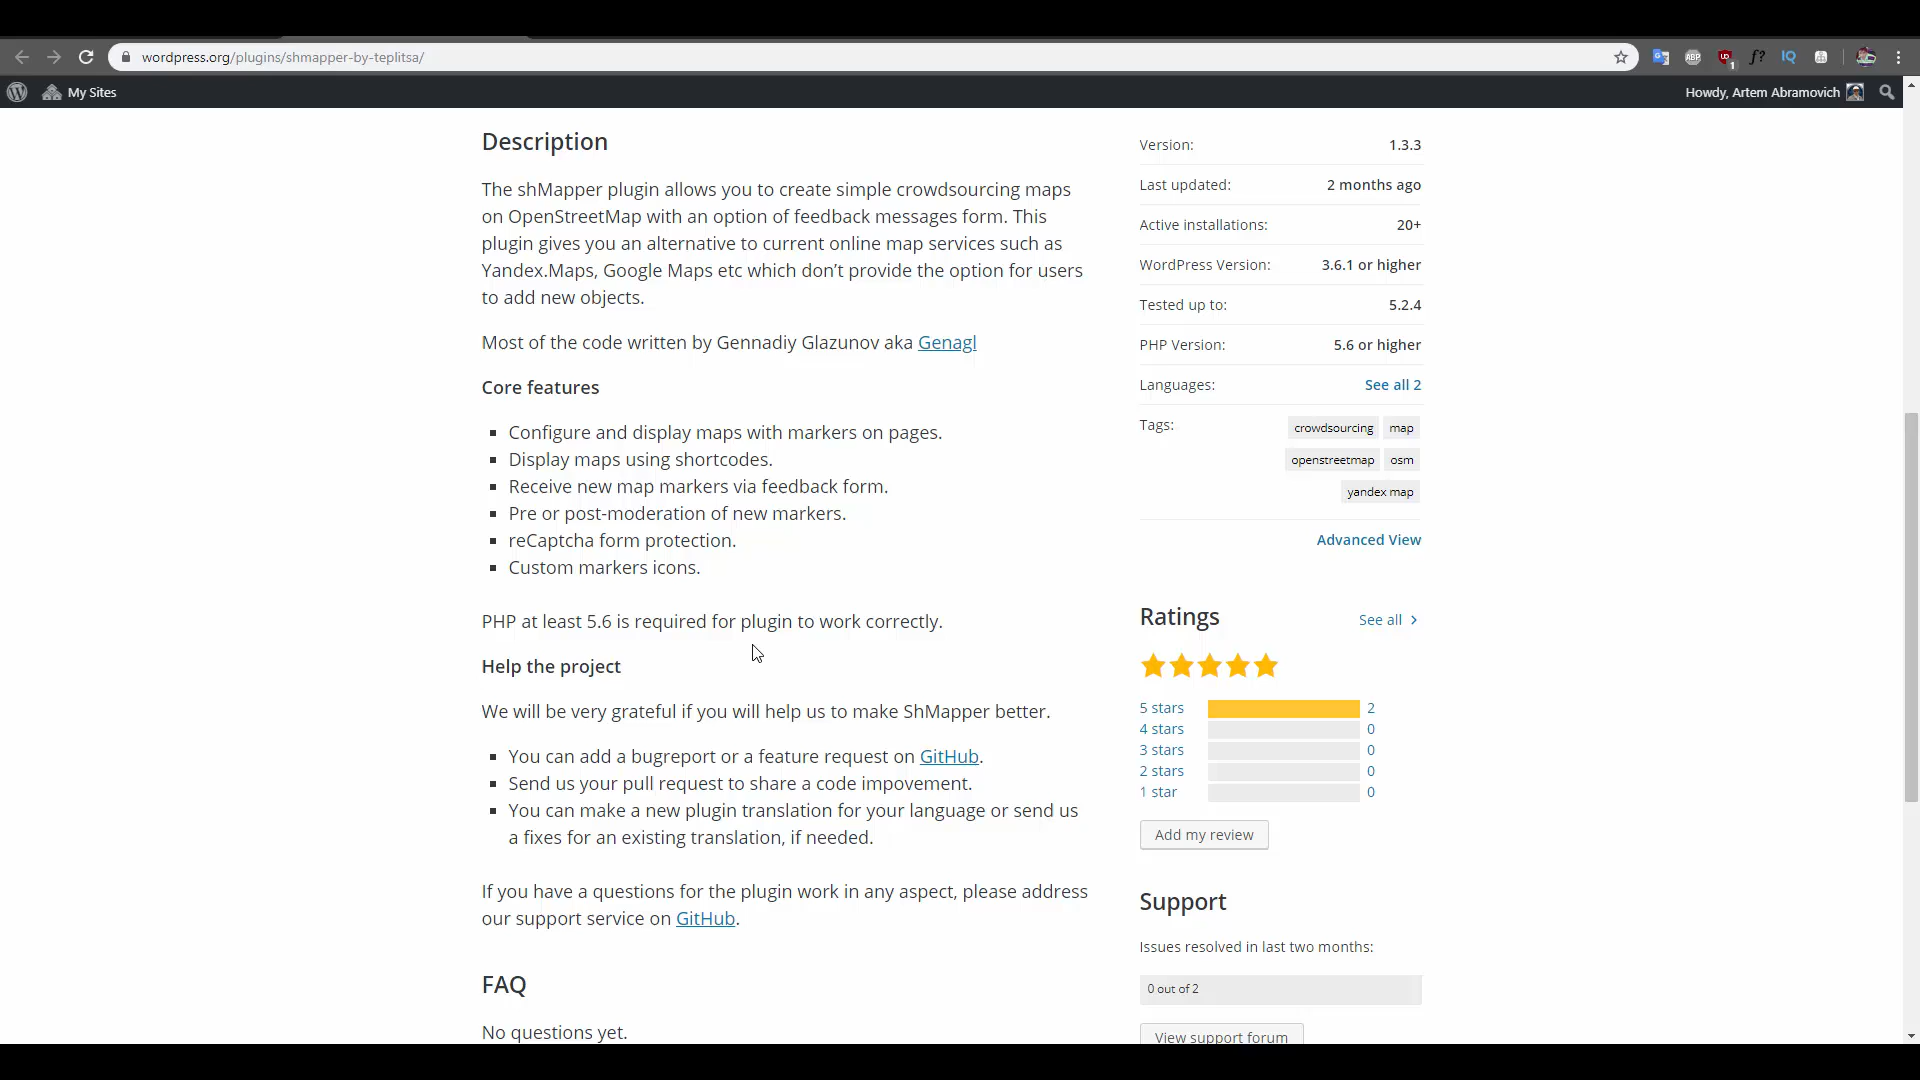 wordpress.org/plugins/shmapper-by-teplitsa/
ABP
1
f?
IQ
My Sites
Howdy, Artem Abramovich
Description
The shMapper plugin allows you to create simple crowdsourcing maps
on OpenStreetMap with an option of feedback messages form. This
plugin gives you an alternative to current online map services such as
Yandex.Maps, Google Maps etc which don’t provide the option for users
to add new objects.
Most of the code written by Gennadiy Glazunov aka Genagl
Core features
Configure and display maps with markers on pages.
Display maps using shortcodes.
Receive new map markers via feedback form.
Pre or post-moderation of new markers.
reCaptcha form protection.
Custom markers icons.
PHP at least 5.6 is required for plugin to work correctly.
Help the project
We will be very grateful if you will help us to make ShMapper better.
You can add a bugreport or a feature request on GitHub.
Send us your pull request to share a code impovement.
You can make a new plugin translation for your language or send us
a fixes for an existing translation, if needed.
If you have a questions for the plugin work in any aspect, please address
our support service on GitHub.
FAQ
No questions yet.
Version: 1.3.3
Last updated: 2 months ago
Active installations: 20+
WordPress Version: 3.6.1 or higher
Tested up to: 5.2.4
PHP Version: 5.6 or higher
Languages: See all 2
Tags: crowdsourcing map
openstreetmap osm
yandex map
Advanced View
Ratings See all
5 stars 2
4 stars 0
3 stars 0
2 stars 0
1 star 0
Add my review
Support
Issues resolved in last two months:
0 out of 2
View support forum